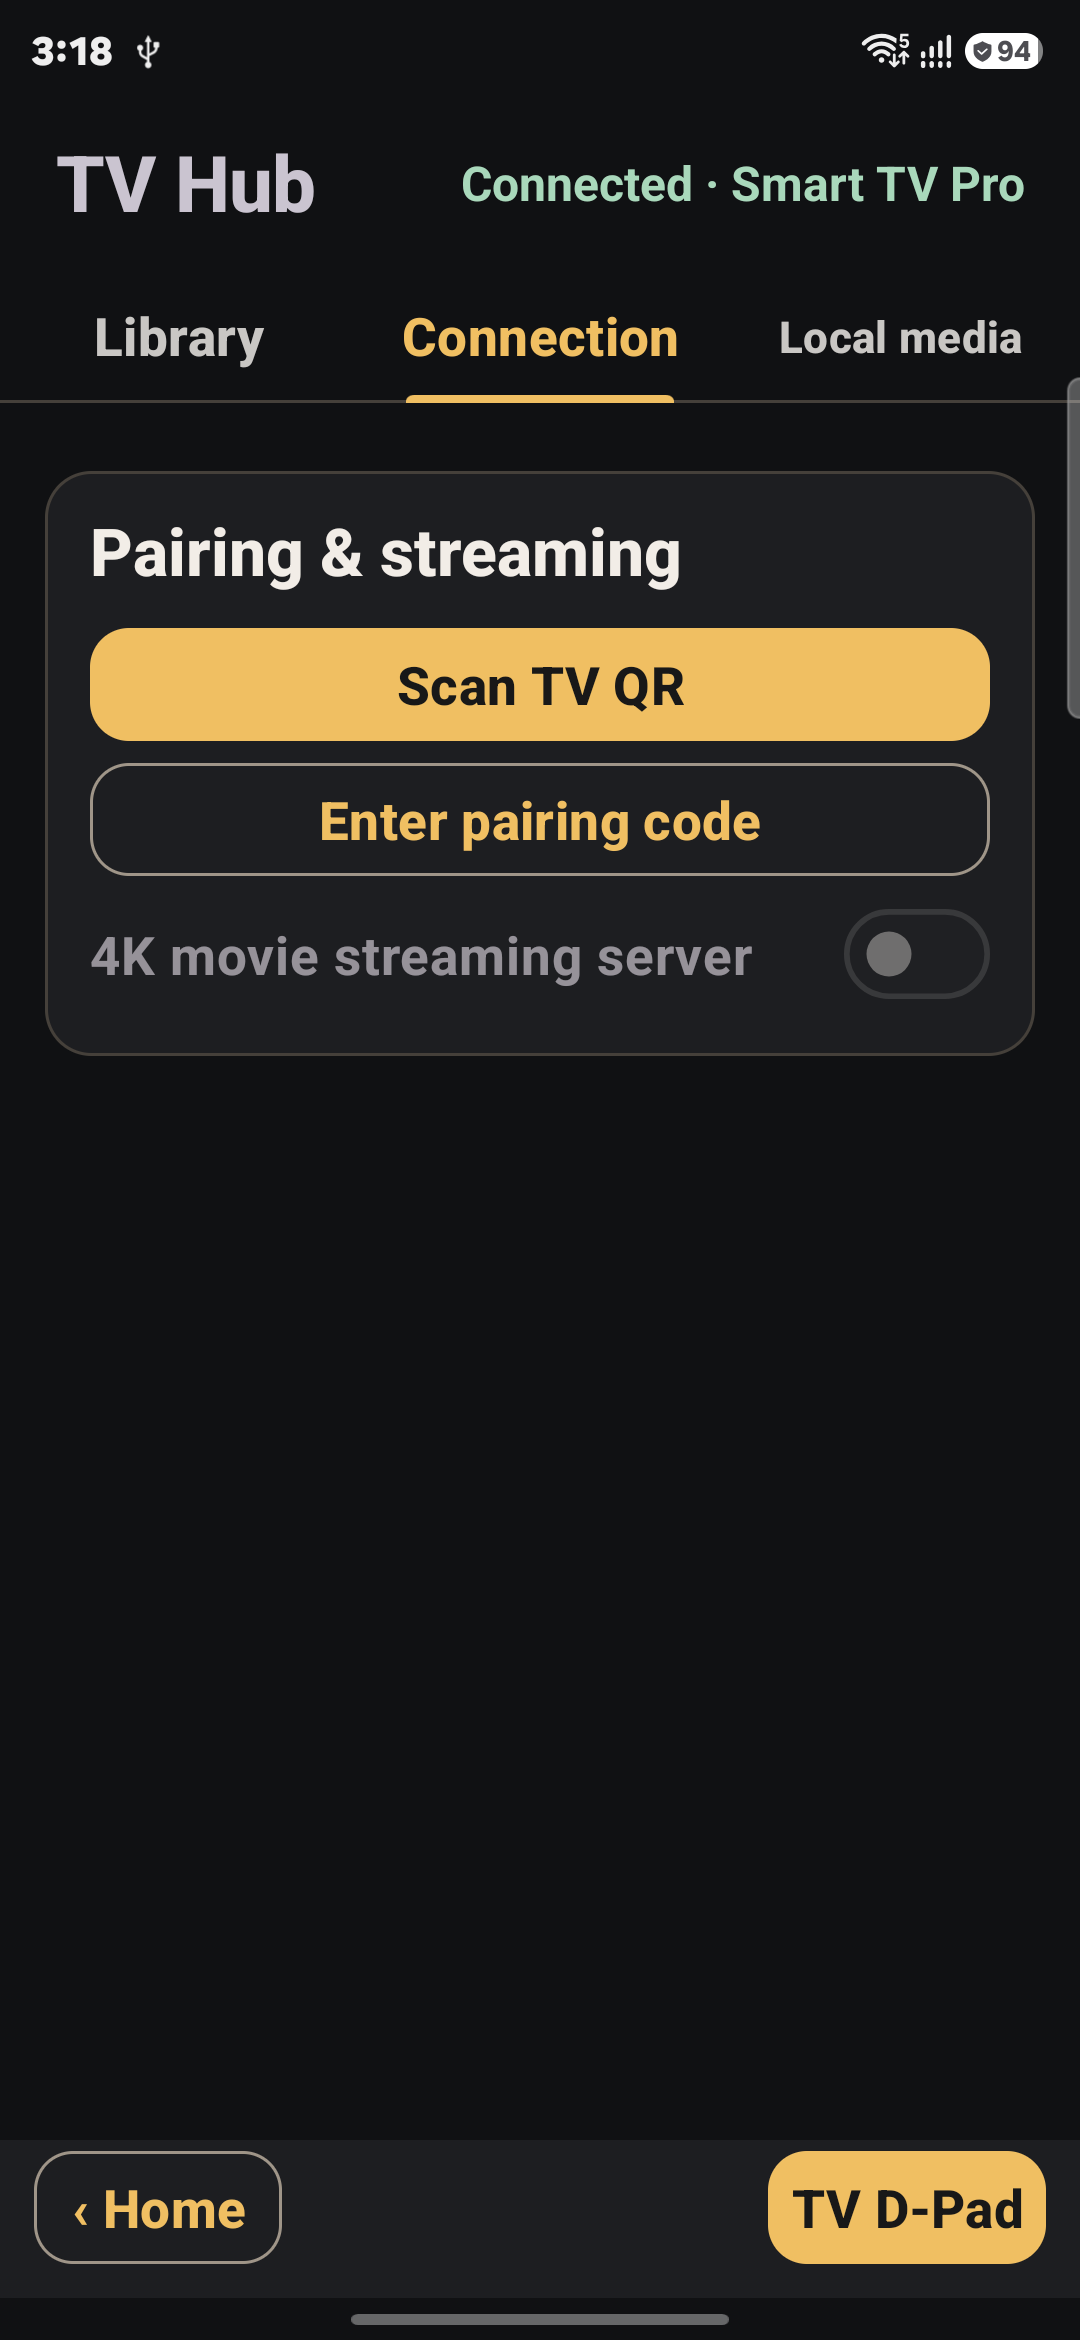 3:18
5
94
TV Hub
Connected · Smart TV Pro
Library
Connection
Local media
Pairing & streaming
Scan TV QR
Enter pairing code
4K movie streaming server
‹ Home
TV D-Pad